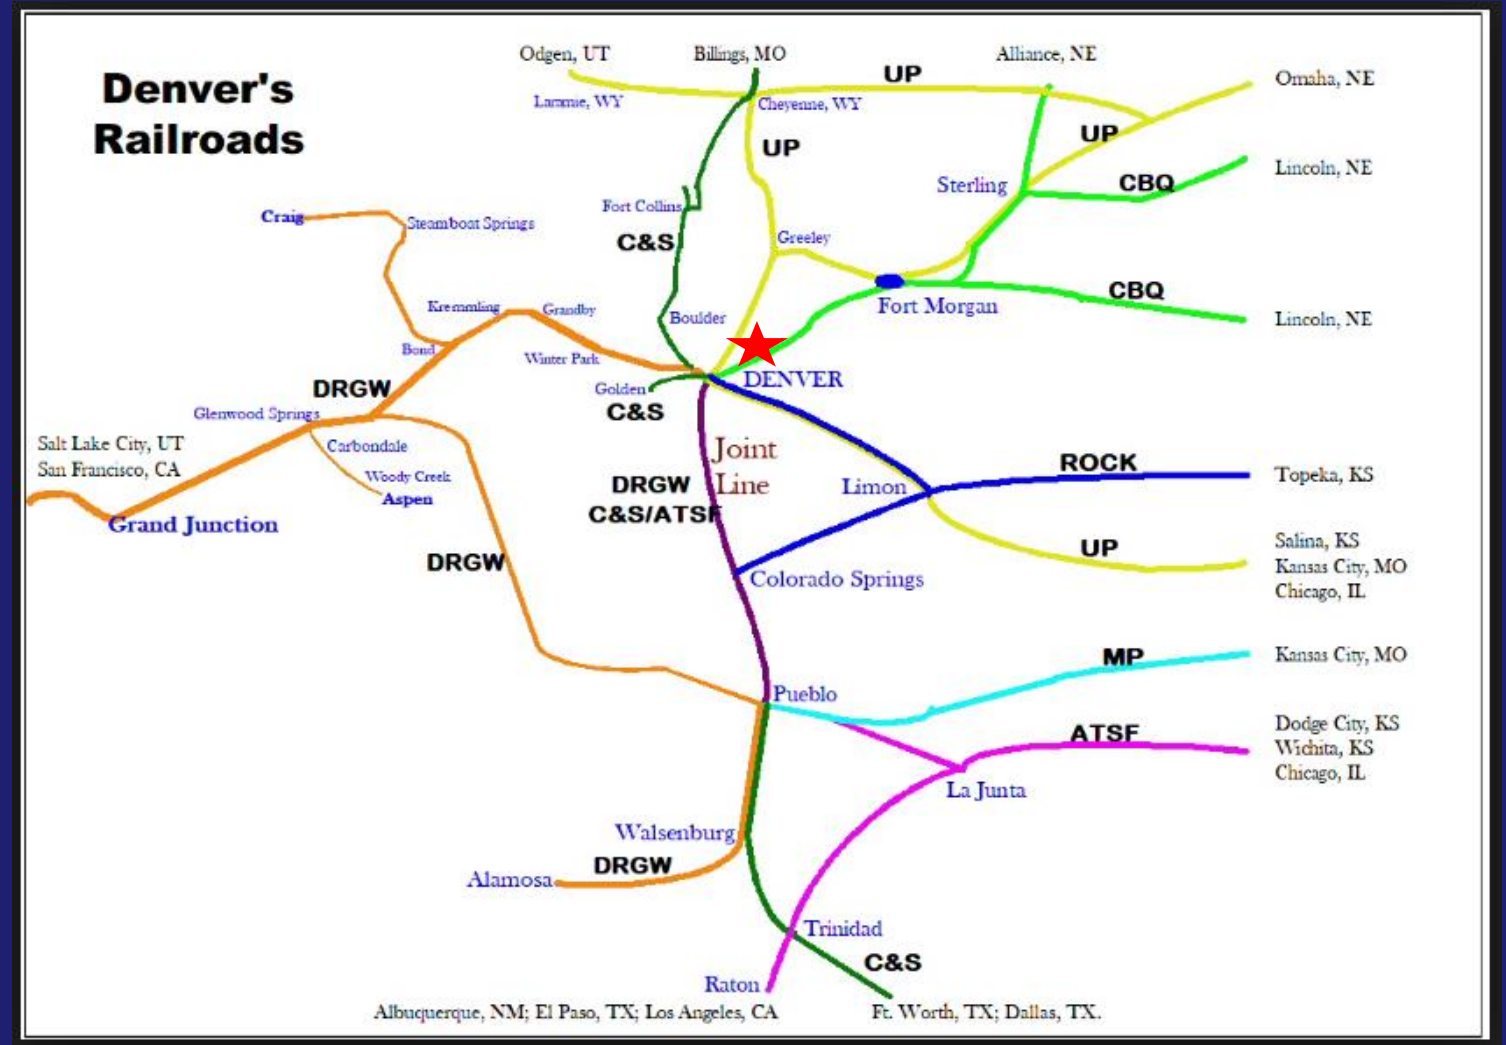 Denver's
Railroads
Odgen, UT
Billings, MO
Alliance, NE
UP
Omaha, NE
Laramie, WY
Cheyenne, WY
UP
UP
Lincoln, NE
Sterling
CBQ
Craig
Steamboat Springs
Fort Collins
C&S
Greeley
Kremmling
Grandby
Boulder
Fort Morgan
CBQ
Lincoln, NE
Bond
Winter Park
DRGW
Golden
DENVER
C&S
Glenwood Springs
Salt Lake City, UT
San Francisco, CA
Carbondale
Woody Creek
Aspen
Joint
Line
DRGW
C&S/ATSF
Limon
ROCK
Topeka, KS
Grand Junction
DRGW
Colorado Springs
UP
Salina, KS
Kansas City, MO
Chicago, IL
MP
Kansas City, MO
Pueblo
ATSF
Dodge City, KS
Wichita, KS
Chicago, IL
La Junta
Walsenburg
DRGW
Alamosa
Trinidad
C&S
Raton
Albuquerque, NM; El Paso, TX; Los Angeles, CA
Ft. Worth, TX; Dallas, TX.